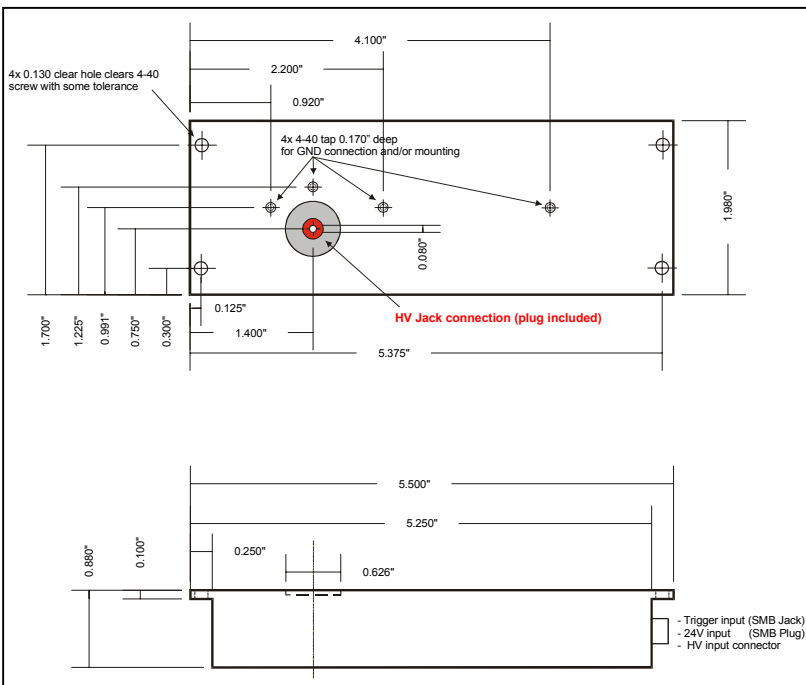 4.100"
4x 0.130 clear hole clears 4-40
screw with some tolerance
2.200"
0.920"
4x 4-40 tap 0.170" deep
for GND connection and/or mounting
1.980"
0.080"
0.125"
HV Jack connection (plug included)
1.400"
1.700"
1.225"
0.991"
0.750"
0.300"
5.375"
5.500"
5.250"
0.880"
0.100"
0.250"
0.626"
- Trigger input (SMB Jack)
- 24V input (SMB Plug)
- HV input connector